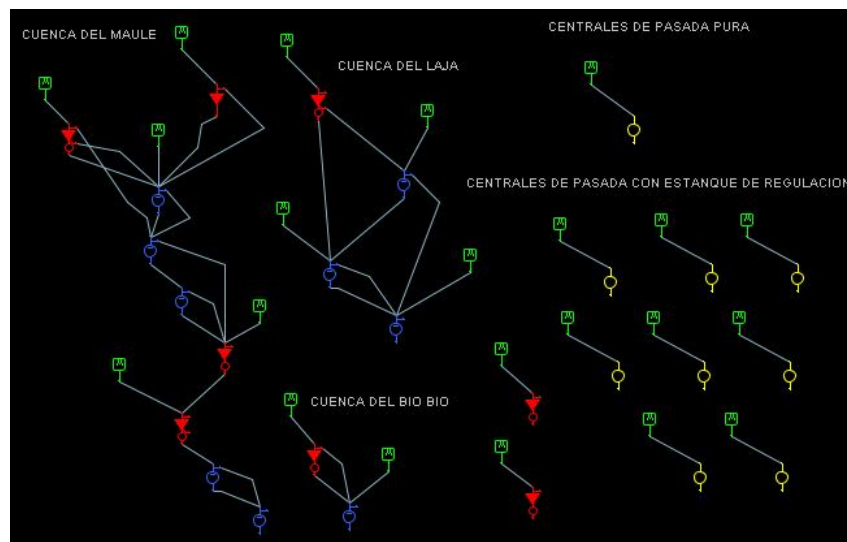 CENTRALES DE PASADA PURA
CUENCA DEL MAULE
CUENCA DEL LAJA
CENTRALES DE PASADA CON ESTANQUE DE REGULACION
CUENCA DEL BIO BIO